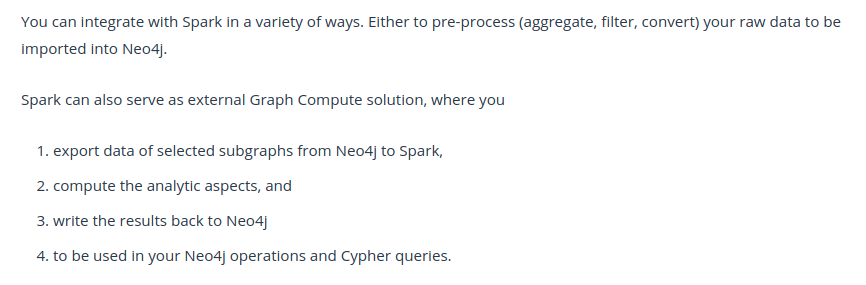 You can integrate with Spark in a variety of ways. Either to pre-process (aggregate, filter, convert) your raw data to be
imported into Neo4j.
Spark can also serve as external Graph Compute solution, where you
1. export data of selected subgraphs from Neo4j to Spark,
2. compute the analytic aspects, and
3. write the results back to Neo4j
4. to be used in your Neo4j operations and Cypher queries.